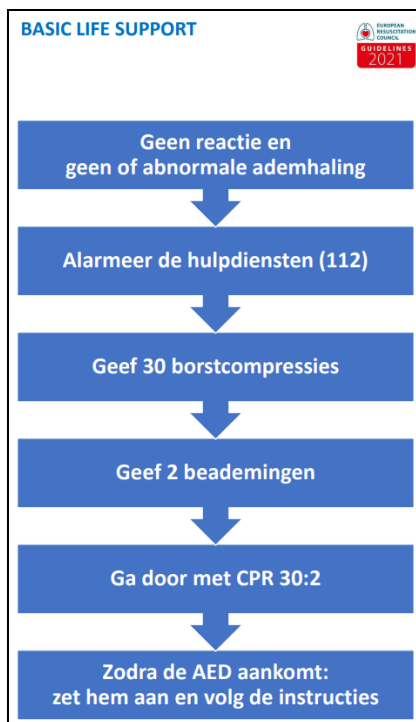 BASIC LIFE SUPPORT
EUROPEAN
RESUSCITATION
COUNCIL
GUIDELINES
2021
Geen reactie en
geen of abnormale ademhaling
Alarmeer de hulpdiensten (112)
Geef 30 borstcompressies
Geef 2 beademingen
Ga door met CPR 30:2
Zodra de AED aankomt:
zet hem aan en volg de instructies